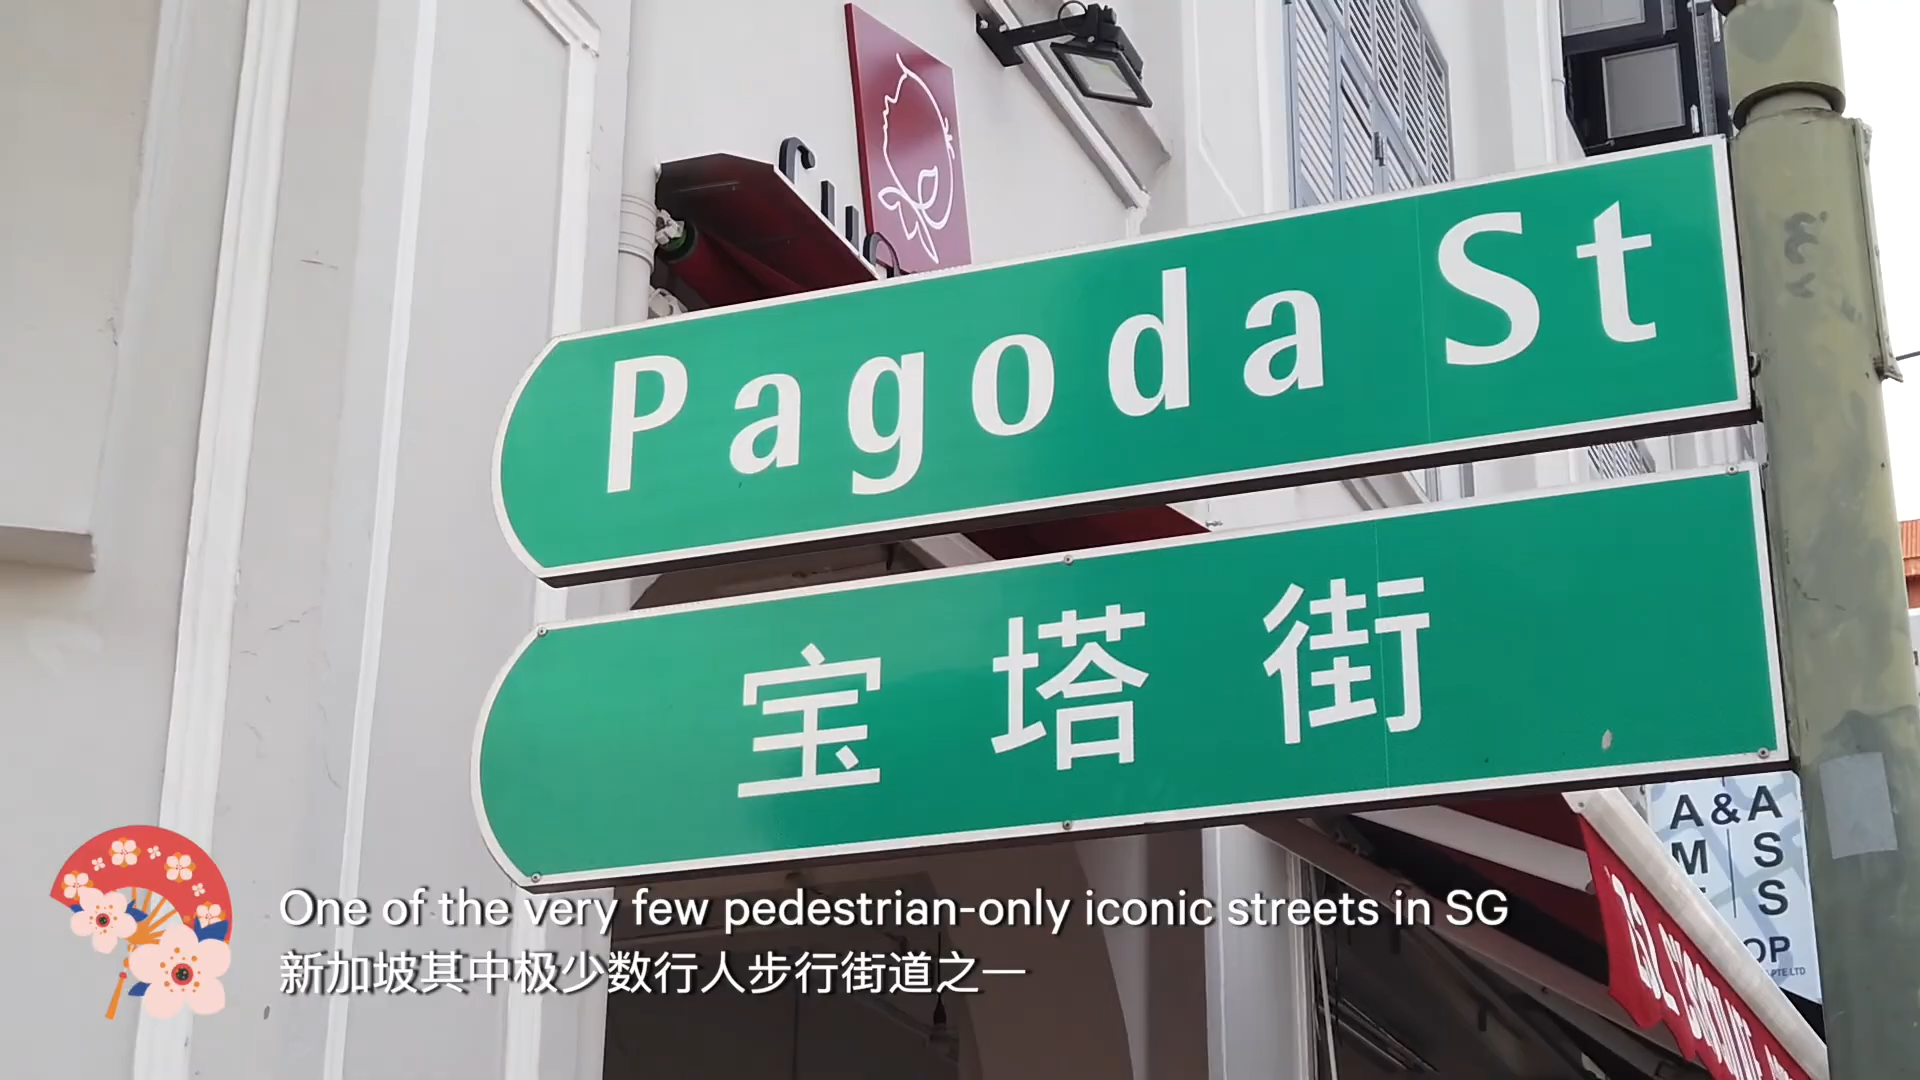 Pagoda St
宝塔街
A&A
One of the very few pedestrian-only iconic streets in SG
新加坡其中极少数行人步行街道之一